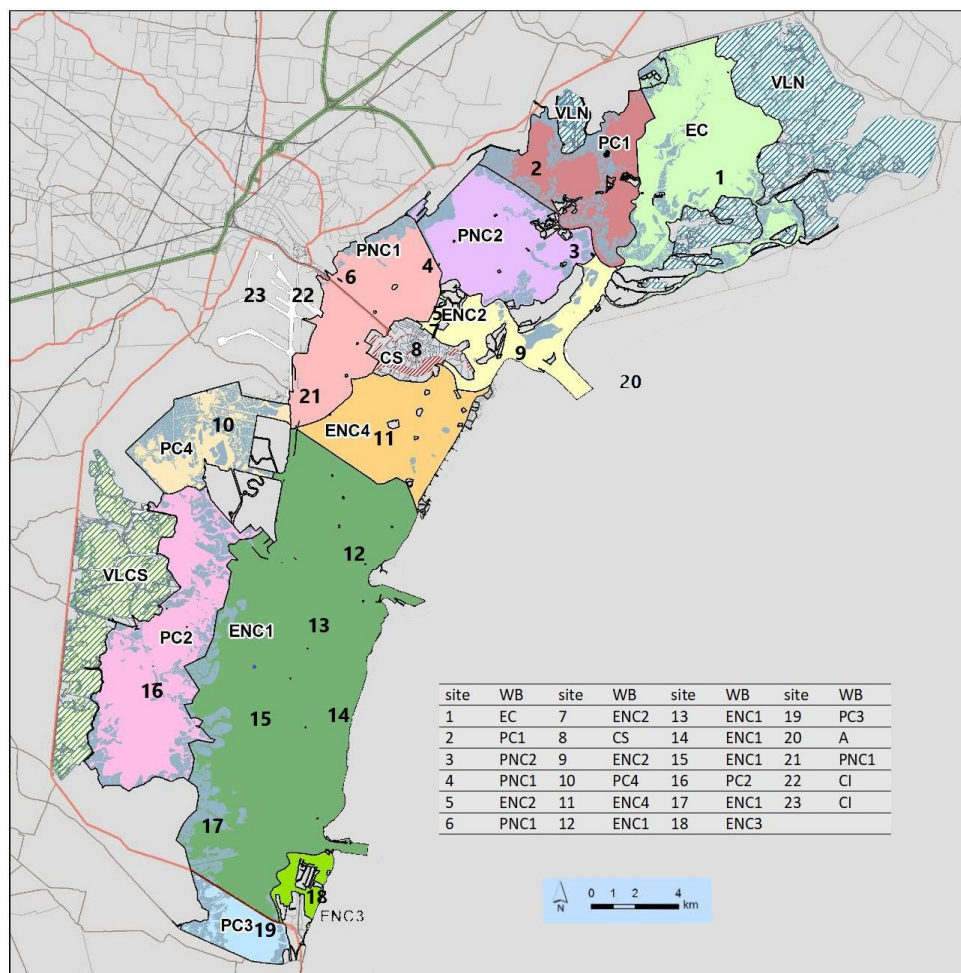 VLN
VLN
EC
PC1
2
1
PNC2
PNC1
3
4
6
23
22
5
ENC2
7
8
CS
9
20
21
10
ENC4
11
PC4
12
VLCS
ENC1
13
PC2
16
15
14
17
18
ENC3
PC3
19
site WB site WB site WB site WB
1 EC 7 ENC2 13 ENC1 19 PC3
2 PC1 8 CS 14 ENC1 20 A
3 PNC2 9 ENC2 15 ENC1 21 PNC1
4 PNC1 10 PC4 16 PC2 22 CI
5 ENC2 11 ENC4 17 ENC1 23 CI
6 PNC1 12 ENC1 18 ENC3
N
0 1 2 4
km